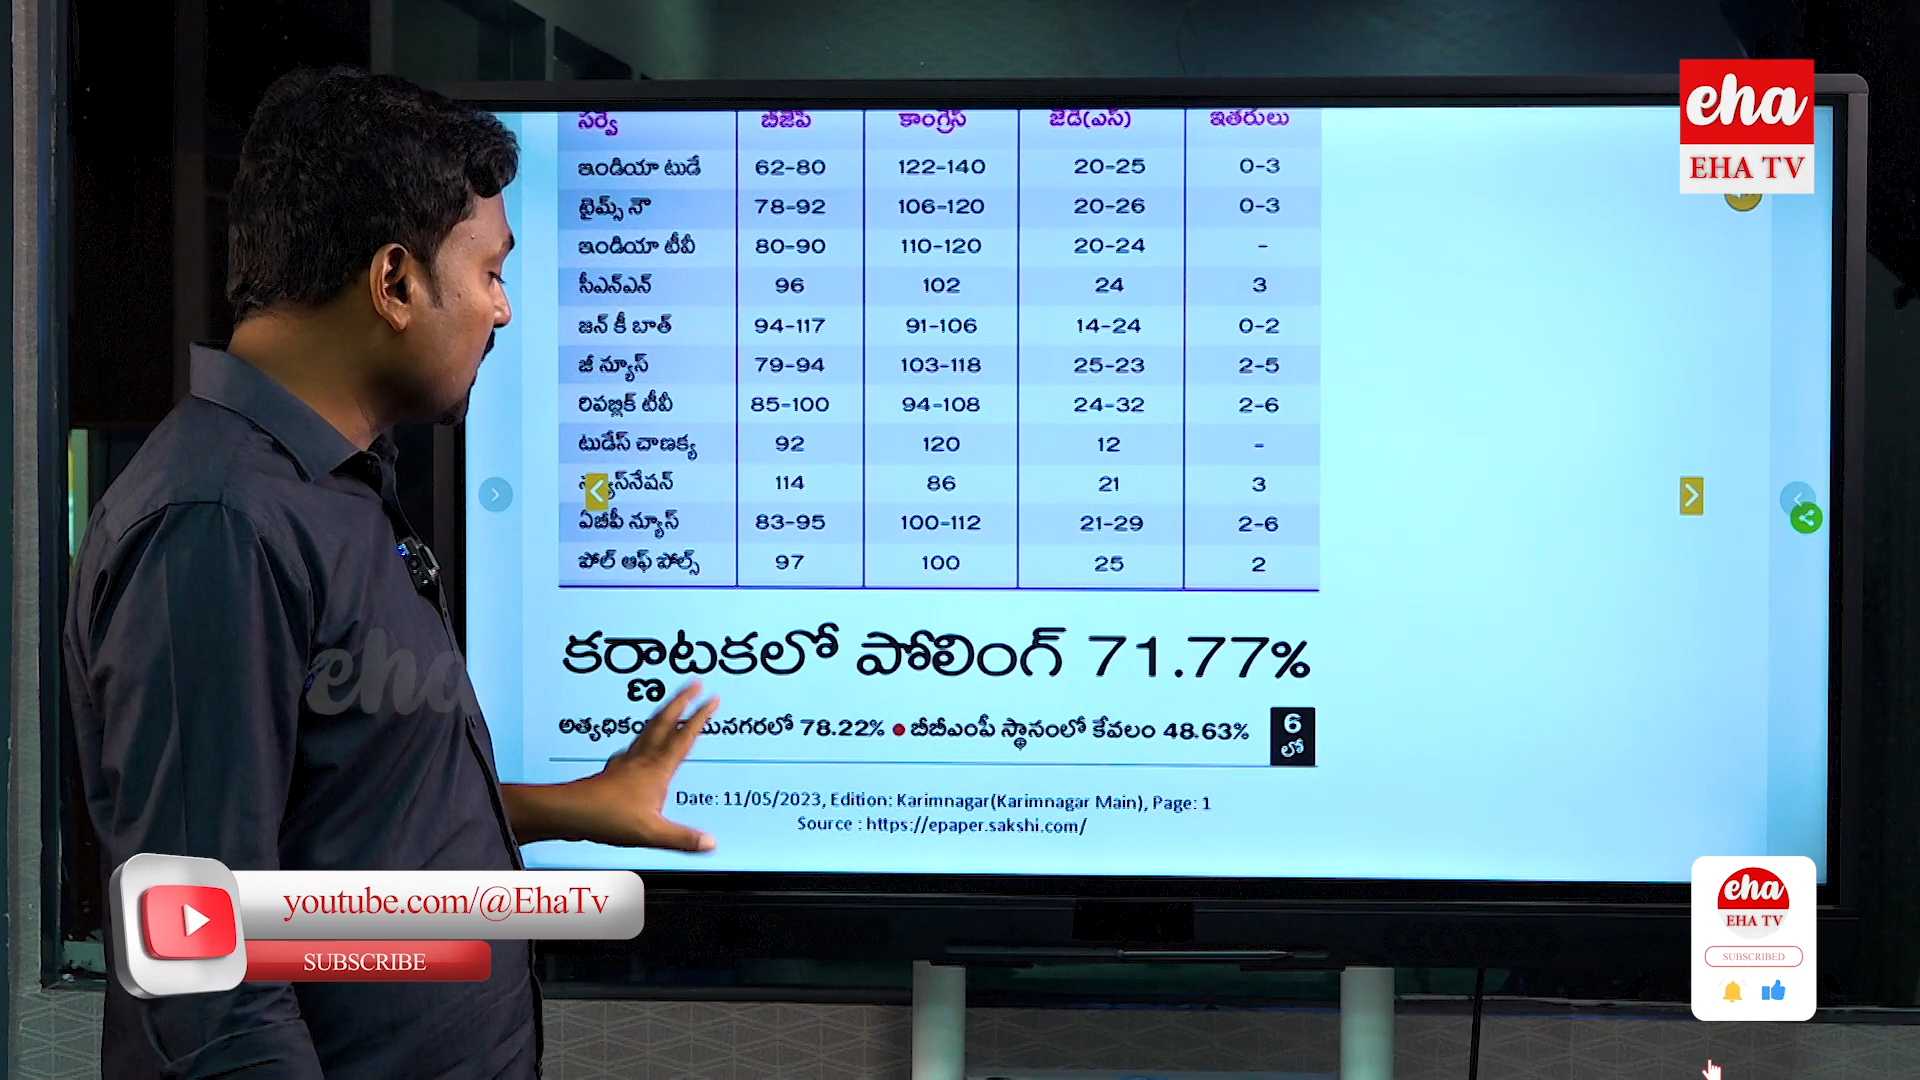 eha
EHA TV
సర్వే బీజేపీ కాంగ్రెస్ జేడీ(ఎస్) ఇతరులు
ఇండియా టుడే 62-80 122-140 20-25 0-3
టైమ్స్ నౌ 78-92 106-120 20-26 0-3
ఇండియా టీవీ 80-90 110-120 20-24 -
సీఎన్ఎన్ 96 102 24 3
జన్ కీ బాత్ 94-117 91-106 14-24 0-2
జీ న్యూస్ 79-94 103-118 25-23 2-5
రిపబ్లిక్ టీవీ 85-100 94-108 24-32 2-6
టుడేస్ చాణక్య 92 120 12 -
114 86 21 3
ఏబీపీ న్యూస్ 83-95 100-112 21-29 2-6
పోల్ ఆఫ్ పోల్స్ 97 100 25 2
కర్ణాటకలో పోలింగ్ 71.77%
78.22% ● బీబీఎంపీ స్థానంలో కేవలం 48.63%
6
లో
Date: 11/05/2023, Edition: Karimnagar(Karimnagar Main), Page: 1
Source : https://epaper.sakshi.com/
eha
youtube.com/@EhaTv
SUBSCRIBE
eha
EHA TV
SUBSCRIBED